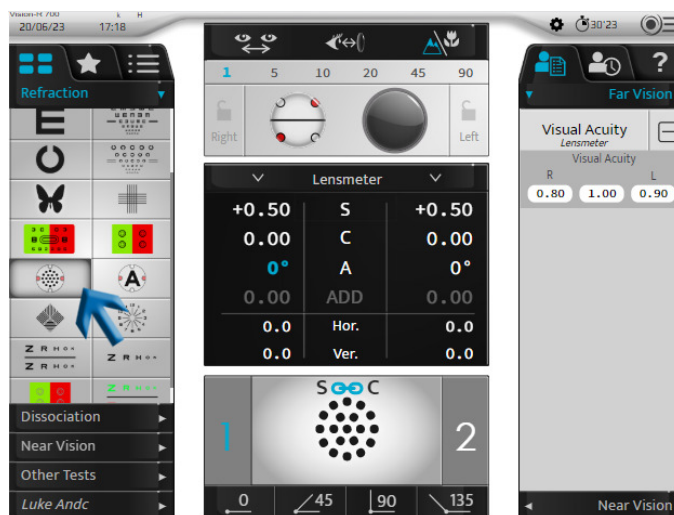 Vision-R 700
L H
20/06/23 17:18
30'23
Refraction
E
A
Z R H
Z R H
Z R H
Dissociation
Near Vision
Other Tests
Luke Andc
1 5 10 20 45 90
Right Left
Lensmeter
+0.50 S +0.50
0.00 C 0.00
0° A 0°
0.00 ADD 0.00
0.0 Hor. 0.0
0.0 Ver. 0.0
S C
1 2
0 45 90 135
?
Far Vision
Visual Acuity
Lensmeter
Visual Acuity
R L
0.80 1.00 0.90
Near Vision